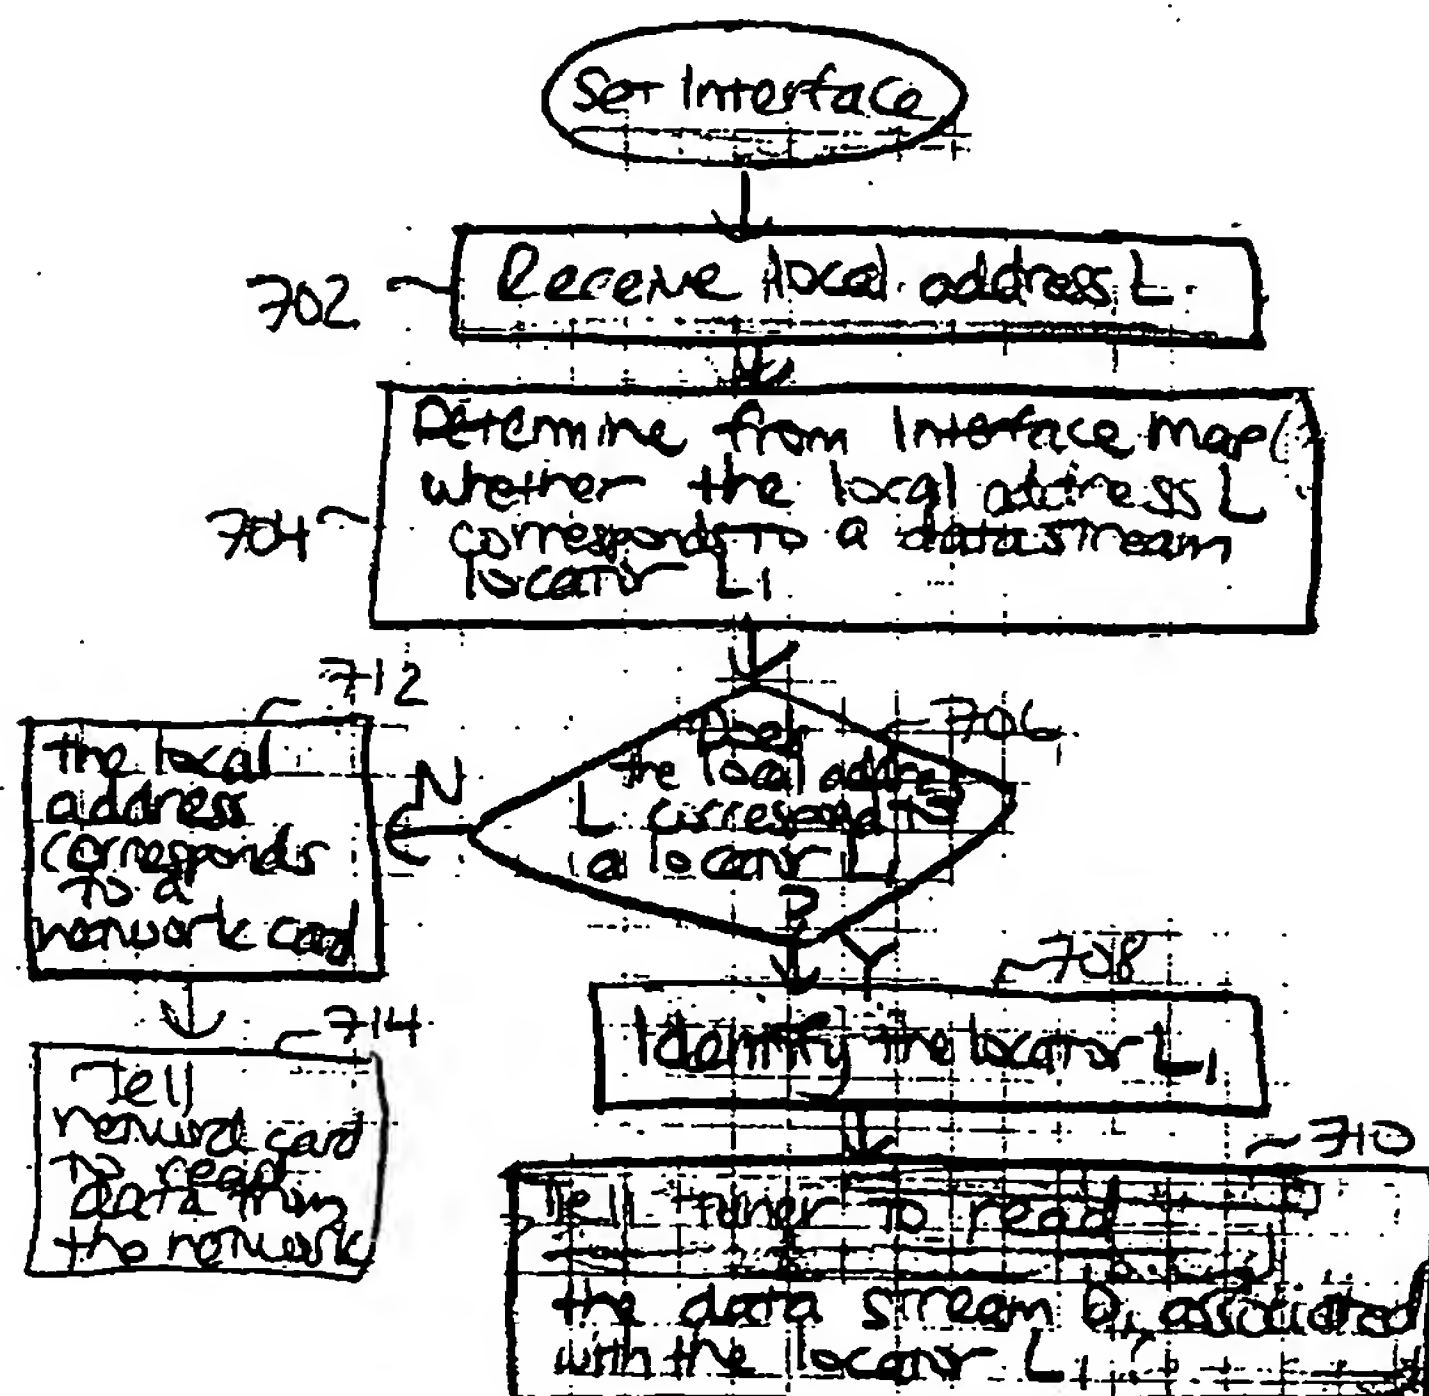 Set Interface
702
Receive local address L
704
Determine from Interface map
whether the local address L
corresponds to a data stream
locator L1
712
706
Does
the local address
L correspond to
a locator L1
?
N
Y
the local
address
corresponds
to a
network card
714
Tell
network card
to read
data from
the network
708
Identify the locator L1
710
Tell tuner to read
the data stream D1 associated
with the locator L1